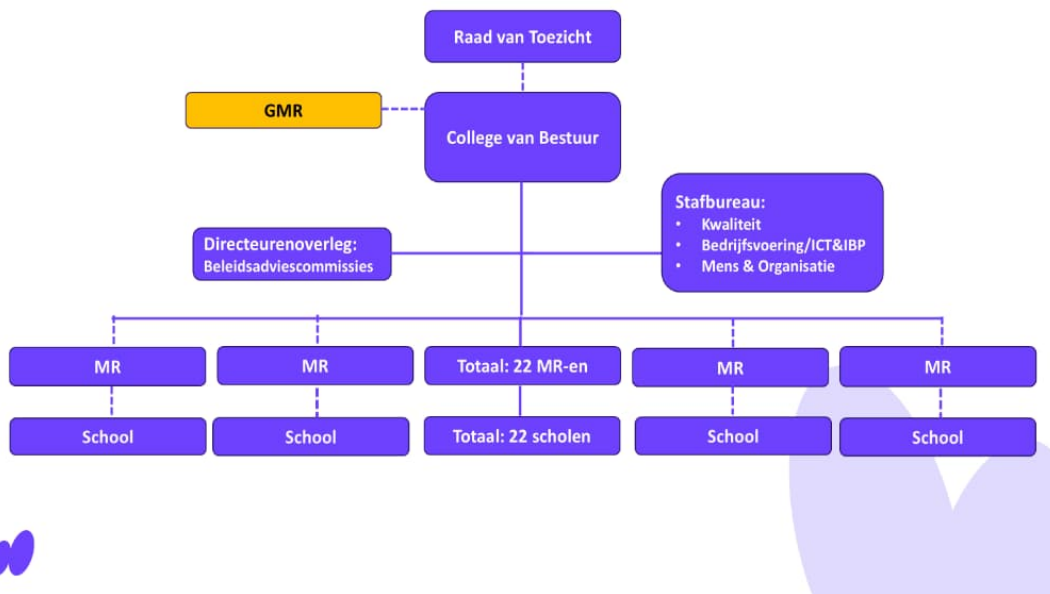 Raad van Toezicht
GMR
College van Bestuur
Stafbureau:
• Kwaliteit
• Bedrijfsvoering/ICT&IBP
• Mens & Organisatie
Directeurenoverleg:
Beleidsadviescommissies
MR
MR
Totaal: 22 MR-en
MR
MR
School
School
Totaal: 22 scholen
School
School